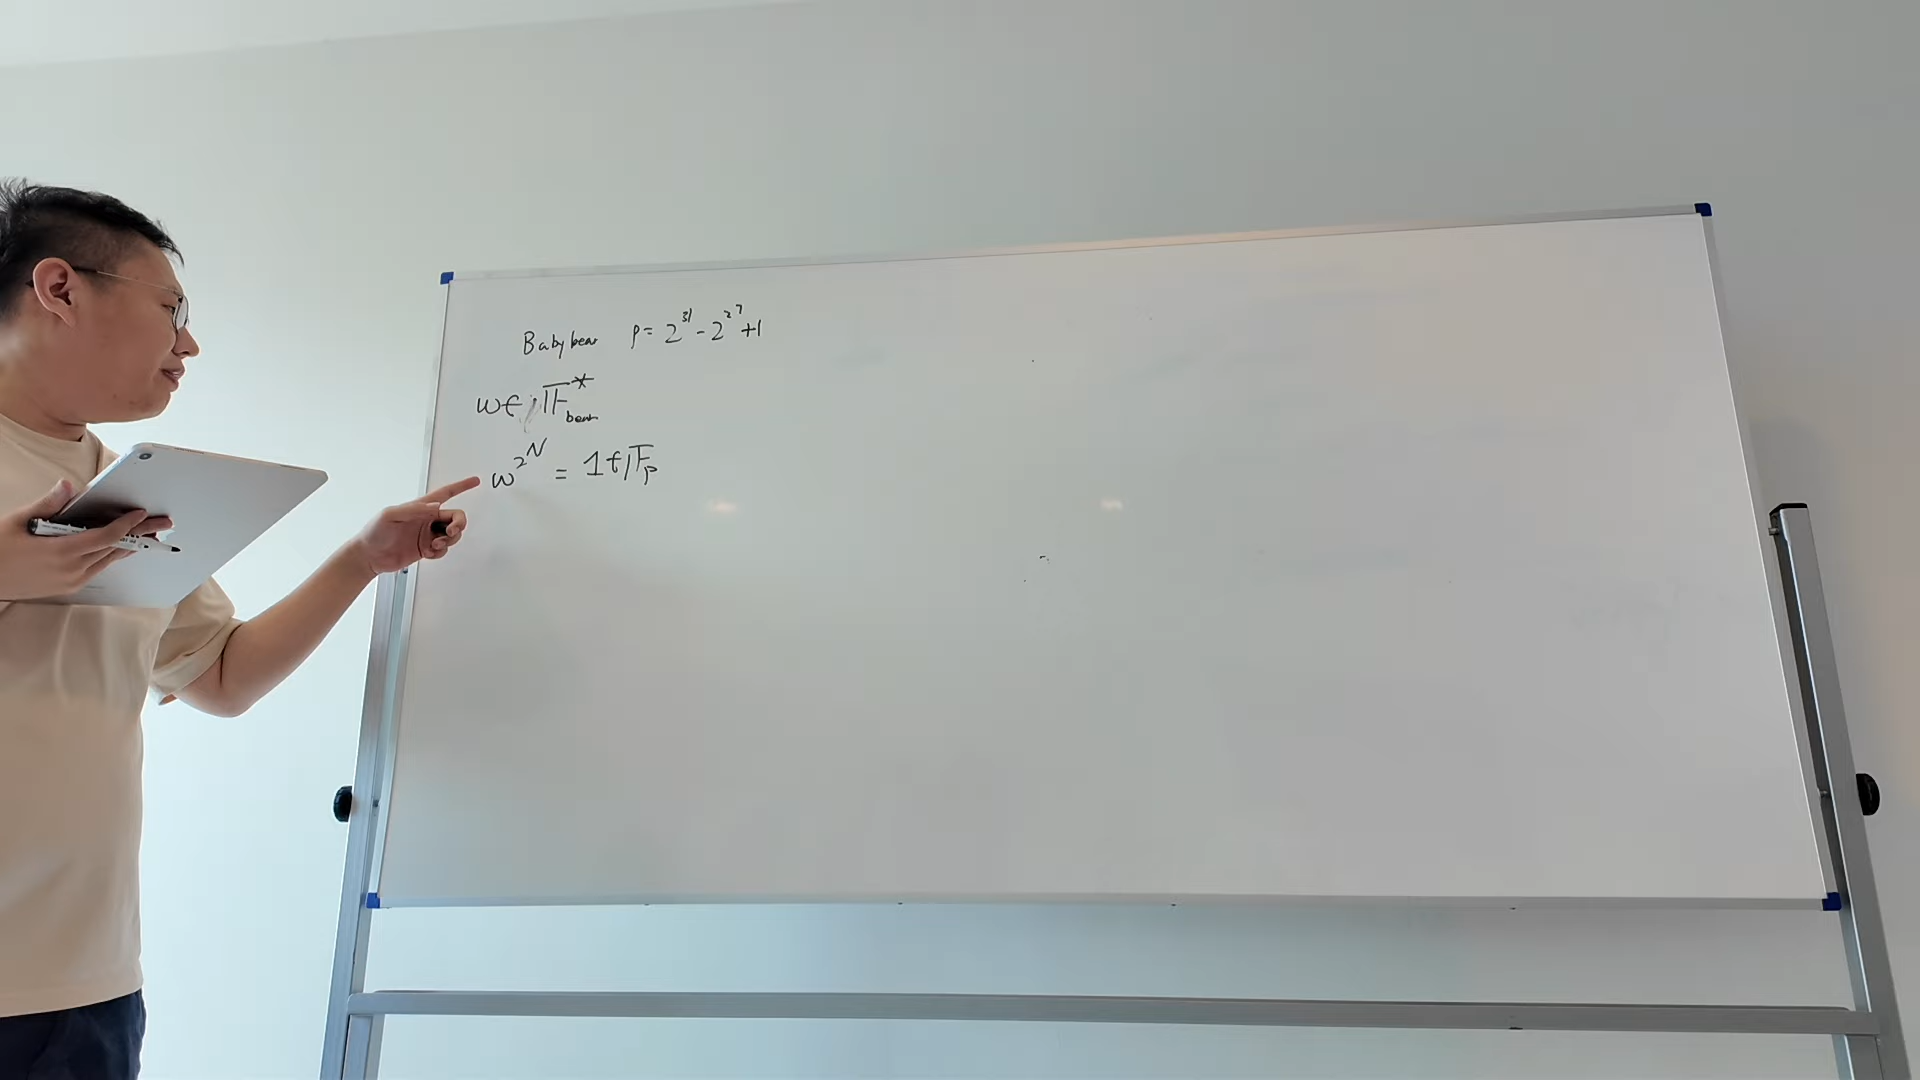 Babybear p = 2^31 - 2^27 + 1
w ∈ 𝔽*_bear
w^2^N = 1 ∈ 𝔽_p